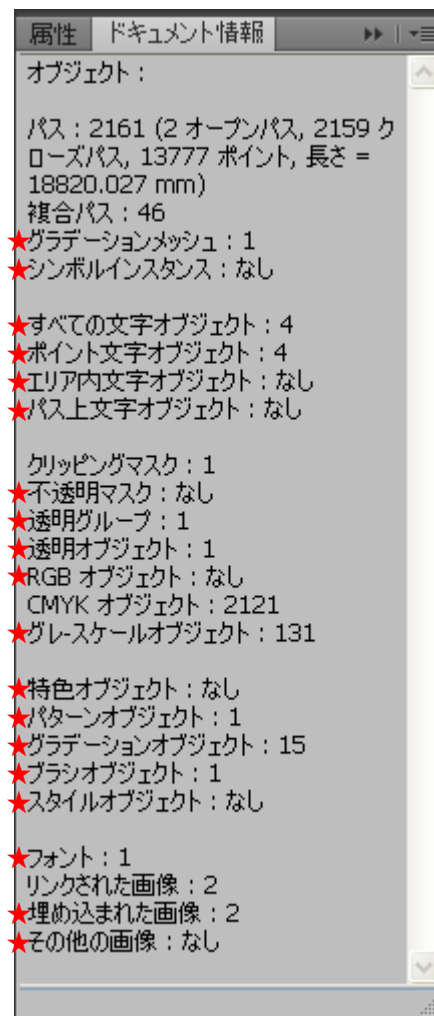 属性 ドキュメント情報
オブジェクト：
パス：2161 (2 オープンパス, 2159 ク
ローズパス, 13777 ポイント, 長さ =
18820.027 mm)
複合パス：46
★グラデーションメッシュ：1
★シンボルインスタンス：なし
★すべての文字オブジェクト：4
★ポイント文字オブジェクト：4
★エリア内文字オブジェクト：なし
★パス上文字オブジェクト：なし
クリッピングマスク：1
★不透明マスク：なし
★透明グループ：1
★透明オブジェクト：1
★RGB オブジェクト：なし
CMYK オブジェクト：2121
★グレースケールオブジェクト：131
★特色オブジェクト：なし
★パターンオブジェクト：1
★グラデーションオブジェクト：15
★ブラシオブジェクト：1
★スタイルオブジェクト：なし
★フォント：1
リンクされた画像：2
★埋め込まれた画像：2
★その他の画像：なし